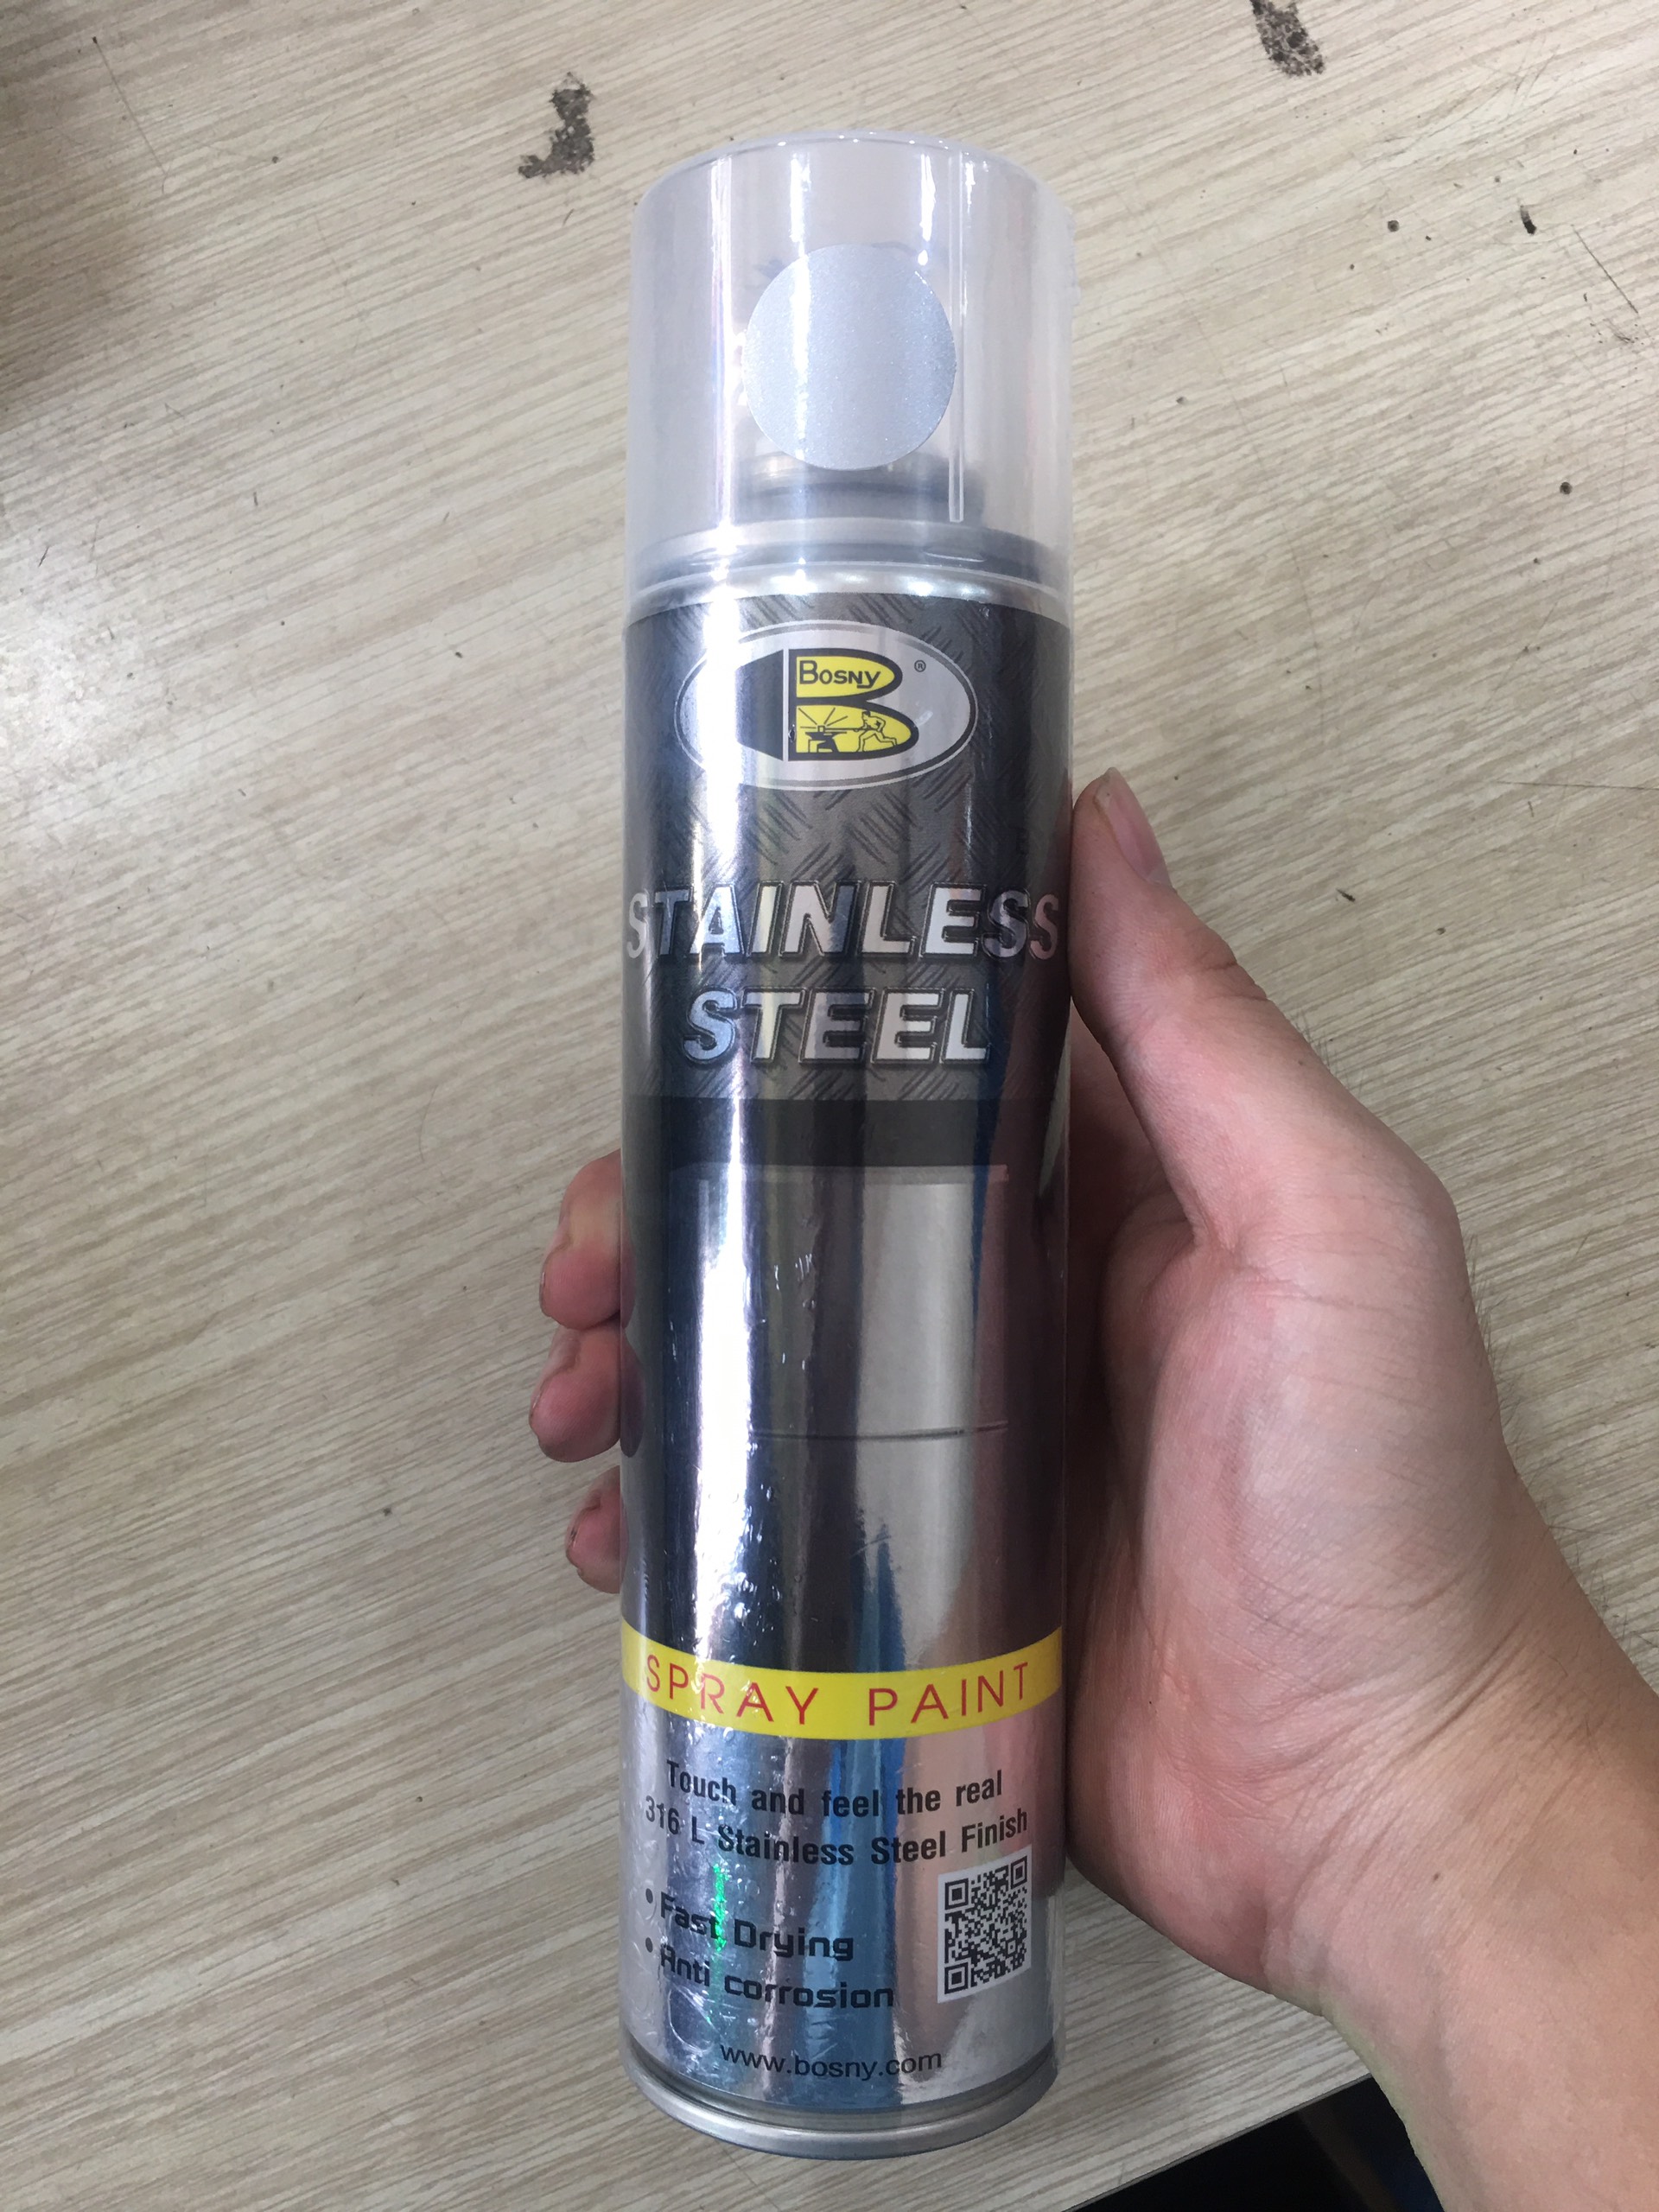 BOSNY
®
STAINLESS
STEEL
SPRAY PAINT
Touch and feel the real
316 L Stainless Steel Finish
• Fast Drying
• Anti corrosion
www.bosny.com